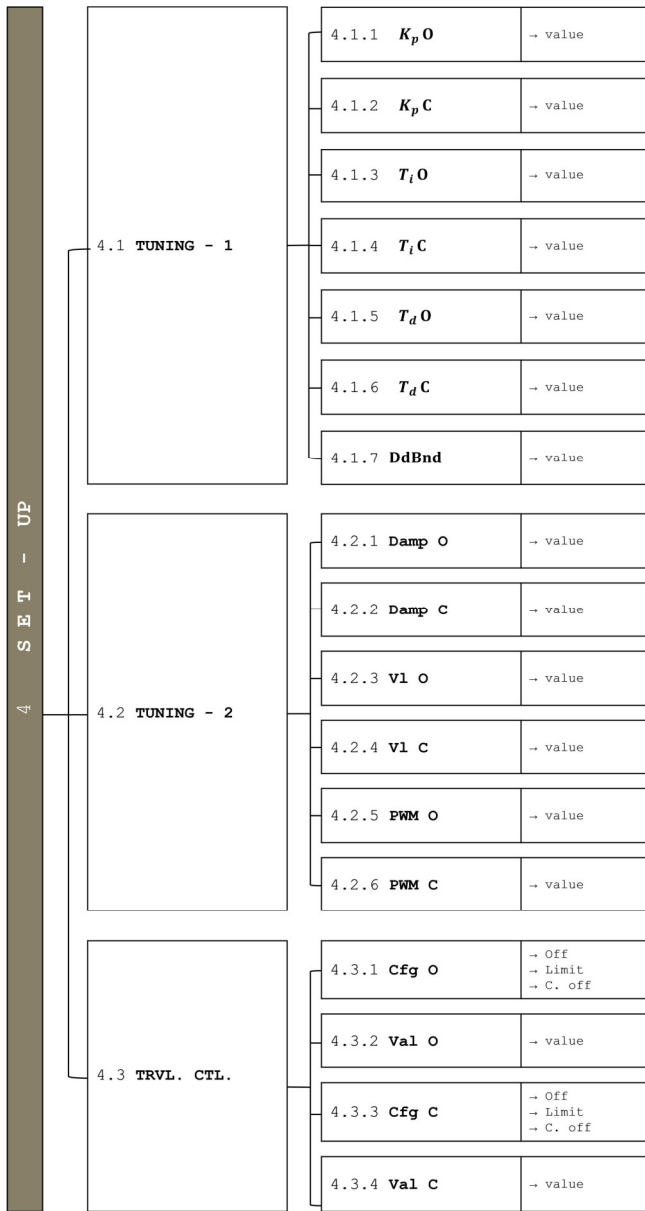 4 SET - UP
4.1 TUNING - 1
4.1.1 Kp O → value
4.1.2 Kp C → value
4.1.3 Ti O → value
4.1.4 Ti C → value
4.1.5 Td O → value
4.1.6 Td C → value
4.1.7 DdBnd → value
4.2 TUNING - 2
4.2.1 Damp O → value
4.2.2 Damp C → value
4.2.3 Vl O → value
4.2.4 Vl C → value
4.2.5 PWM O → value
4.2.6 PWM C → value
4.3 TRVL. CTL.
4.3.1 Cfg O
→ Off
→ Limit
→ C. off
4.3.2 Val O → value
4.3.3 Cfg C
→ Off
→ Limit
→ C. off
4.3.4 Val C → value